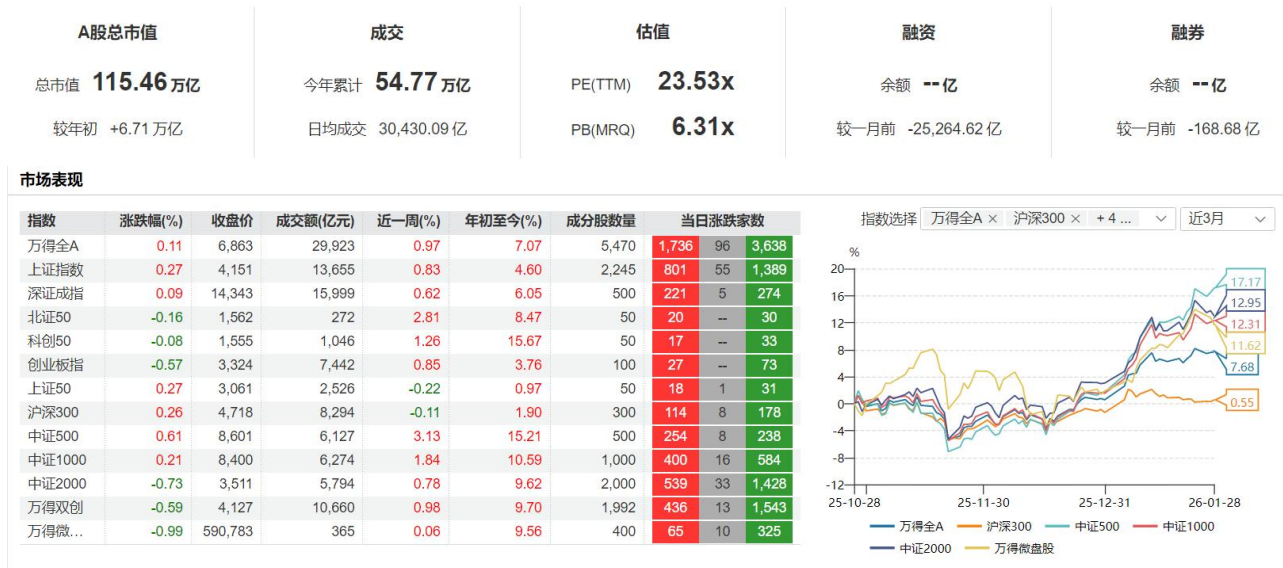 A股总市值 成交 估值 融资 融券
总市值 115.46 万亿 今年累计 54.77 万亿 PE(TTM) 23.53x 余额 --亿 余额 --亿
较年初 +6.71 万亿 日均成交 30,430.09 亿 PB(MRQ) 6.31x 较一月前 -25,264.62 亿 较一月前 -168.68 亿
市场表现
指数 涨跌幅(%) 收盘价 成交额(亿元) 近一周(%) 年初至今(%) 成分股数量 当日涨跌家数
万得全A 0.11 6,863 29,923 0.97 7.07 5,470 1,736 96 3,638
上证指数 0.27 4,151 13,655 0.83 4.60 2,245 801 55 1,389
深证成指 0.09 14,343 15,999 0.62 6.05 500 221 5 274
北证50 -0.16 1,562 272 2.81 8.47 50 20 -- 30
科创50 -0.08 1,555 1,046 1.26 15.67 50 17 -- 33
创业板指 -0.57 3,324 7,442 0.85 3.76 100 27 -- 73
上证50 0.27 3,061 2,526 -0.22 0.97 50 18 1 31
沪深300 0.26 4,718 8,294 -0.11 1.90 300 114 8 178
中证500 0.61 8,601 6,127 3.13 15.21 500 254 8 238
中证1000 0.21 8,400 6,274 1.84 10.59 1,000 400 16 584
中证2000 -0.73 3,511 5,794 0.78 9.62 2,000 539 33 1,428
万得双创 -0.59 4,127 10,660 0.98 9.70 1,992 436 13 1,543
万得微... -0.99 590,783 365 0.06 9.56 400 65 10 325
指数选择 万得全A × 沪深300 × + 4 ... 近3月
%
20
16
12
8
4
0
-4
-8
-12
17.17
12.95
12.31
11.62
7.68
0.55
25-10-28 25-11-30 25-12-31 26-01-28
万得全A 沪深300 中证500 中证1000
中证2000 万得微盘股